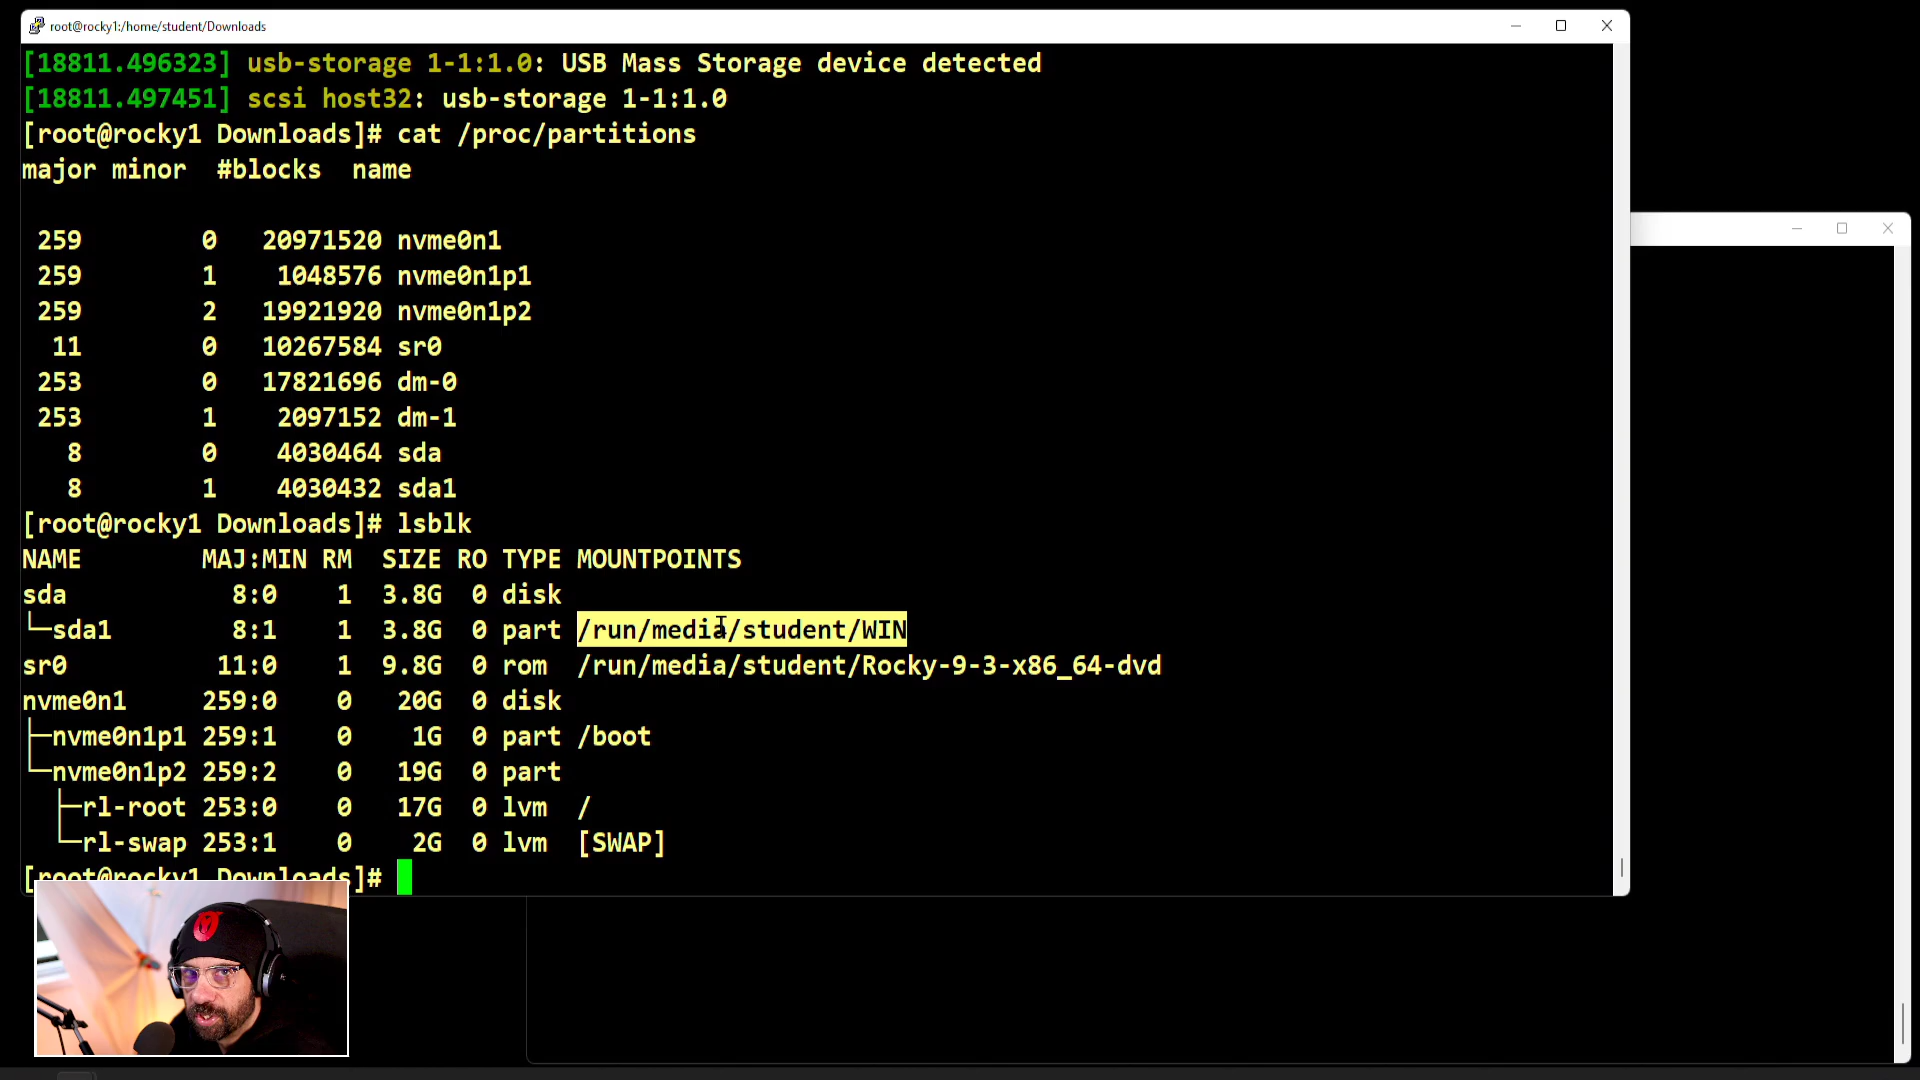 root@rocky1:/home/student/Downloads
[18811.496323] usb-storage 1-1:1.0: USB Mass Storage device detected
[18811.497451] scsi host32: usb-storage 1-1:1.0
[root@rocky1 Downloads]# cat /proc/partitions
major minor  #blocks  name
259        0   20971520 nvme0n1
259        1    1048576 nvme0n1p1
259        2   19921920 nvme0n1p2
11        0   10267584 sr0
253        0   17821696 dm-0
253        1    2097152 dm-1
8        0    4030464 sda
8        1    4030432 sda1
[root@rocky1 Downloads]# lsblk
NAME        MAJ:MIN RM  SIZE RO TYPE MOUNTPOINTS
sda           8:0    1  3.8G  0 disk
└─sda1        8:1    1  3.8G  0 part /run/media/student/WIN
sr0          11:0    1  9.8G  0 rom  /run/media/student/Rocky-9-3-x86_64-dvd
nvme0n1     259:0    0   20G  0 disk
├─nvme0n1p1 259:1    0    1G  0 part /boot
└─nvme0n1p2 259:2    0   19G  0 part
  ├─rl-root 253:0    0   17G  0 lvm  /
  └─rl-swap 253:1    0    2G  0 lvm  [SWAP]
[root@rocky1 Downloads]#